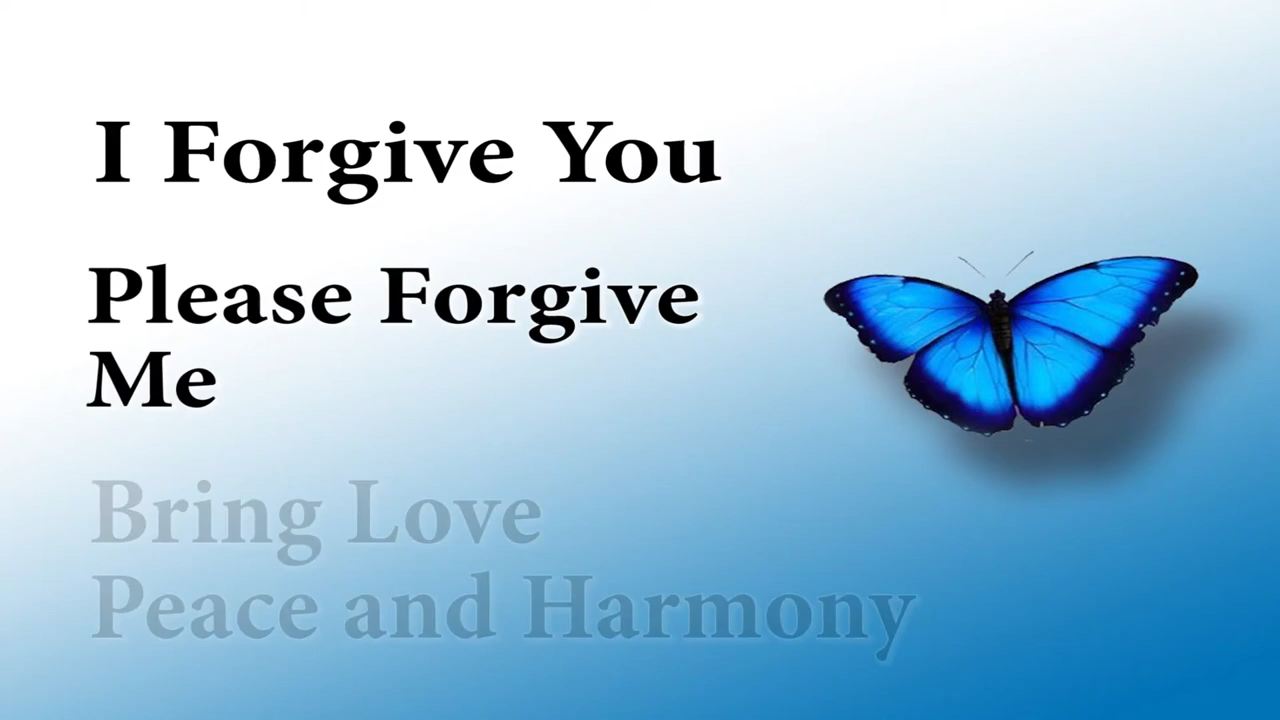 I Forgive You
Please Forgive
Me
Bring Love
Peace and Harmony